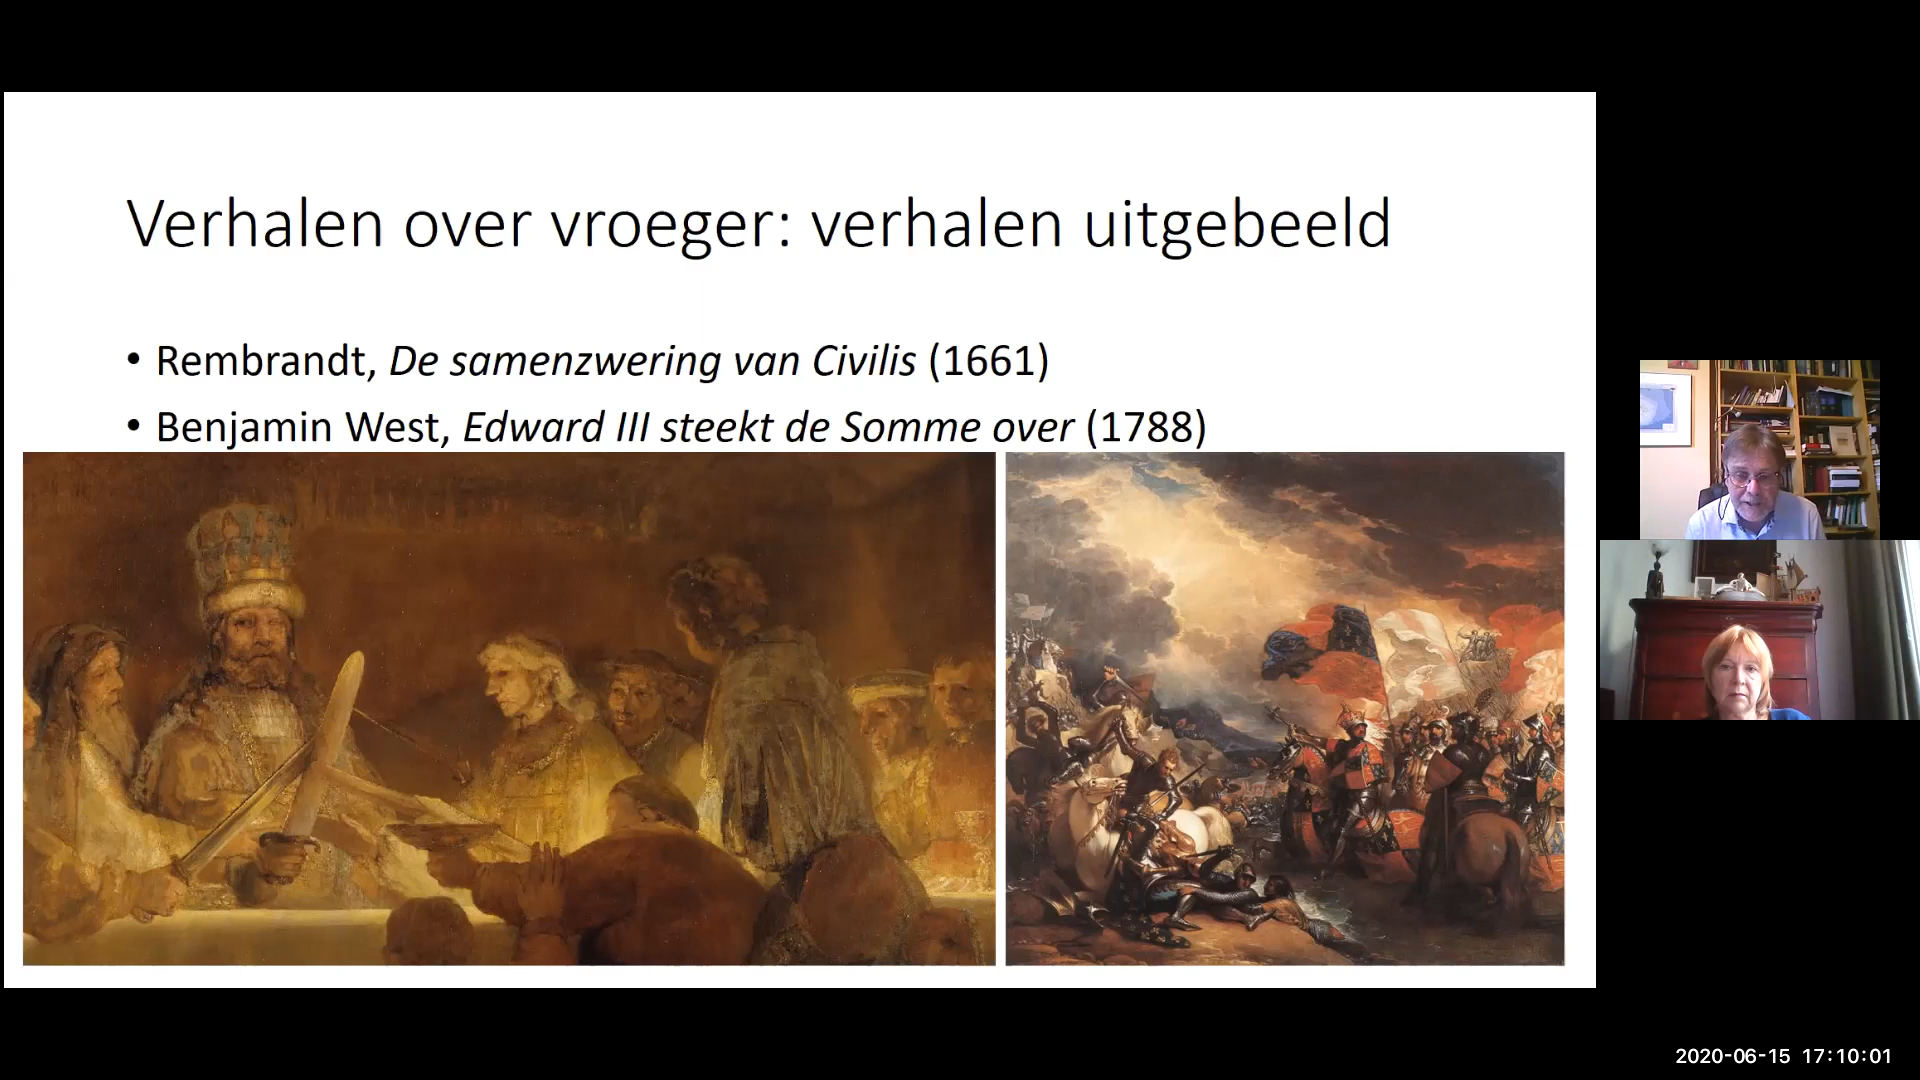 Verhalen over vroeger: verhalen uitgebeeld
• Rembrandt, De samenzwering van Civilis (1661)
• Benjamin West, Edward III steekt de Somme over (1788)
2020-06-15 17:10:01